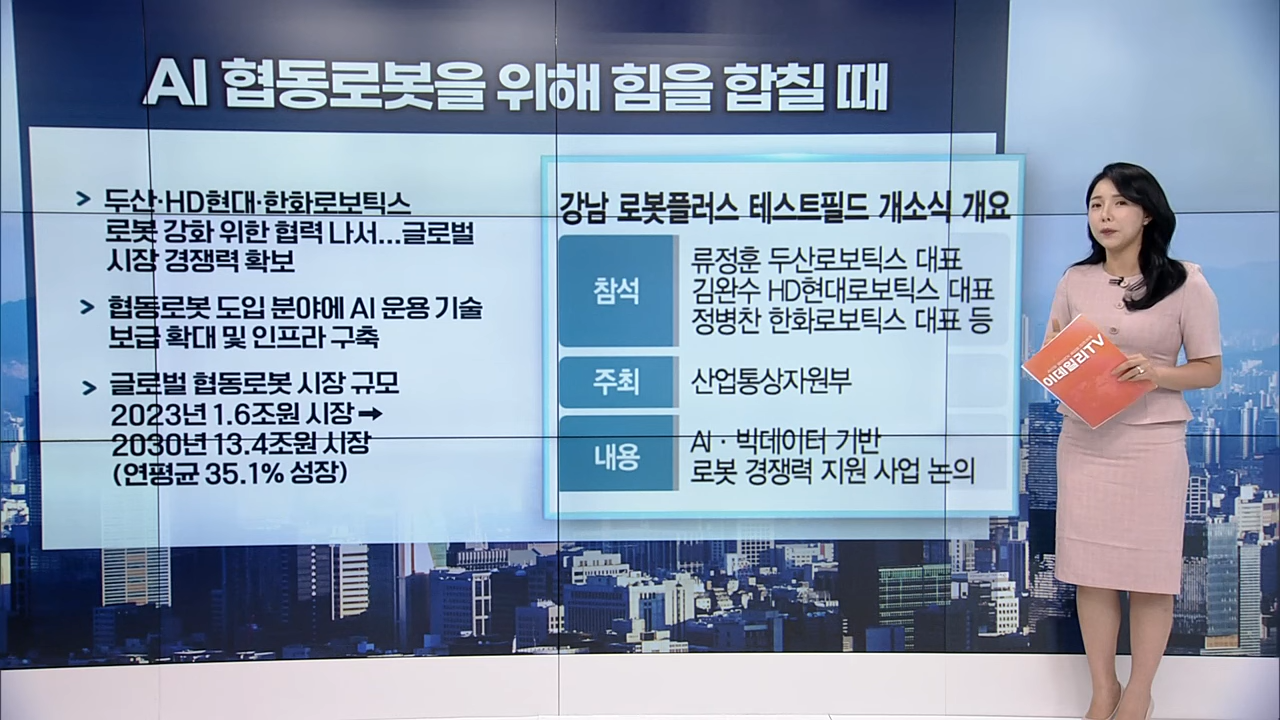 AI 협동로봇을 위해 힘을 합칠 때
두산·HD현대·한화로보틱스
로봇 강화 위한 협력 나서...글로벌
시장 경쟁력 확보
협동로봇 도입 분야에 AI 운용 기술
보급 확대 및 인프라 구축
글로벌 협동로봇 시장 규모
2023년 1.6조원 시장 →
2030년 13.4조원 시장
(연평균 35.1% 성장)
강남 로봇플러스 테스트필드 개소식 개요
참석
류정훈 두산로보틱스 대표
김완수 HD현대로보틱스 대표
정병찬 한화로보틱스 대표 등
주최
산업통상자원부
내용
AI · 빅데이터 기반
로봇 경쟁력 지원 사업 논의
이데일리TV